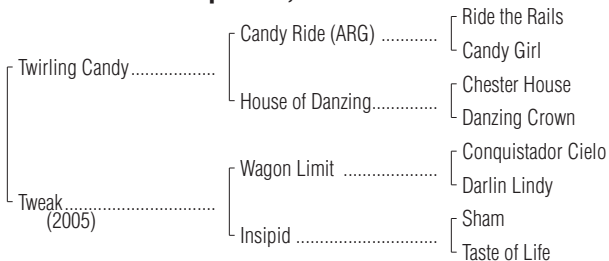 Ride the Rails
Candy Ride (ARG) ............
Candy Girl
Twirling Candy..................
Chester House
House of Danzing..............
Danzing Crown
Conquistador Cielo
Wagon Limit ....................
Darlin Lindy
Tweak................................
(2005)
Sham
Insipid ..............................
Taste of Life